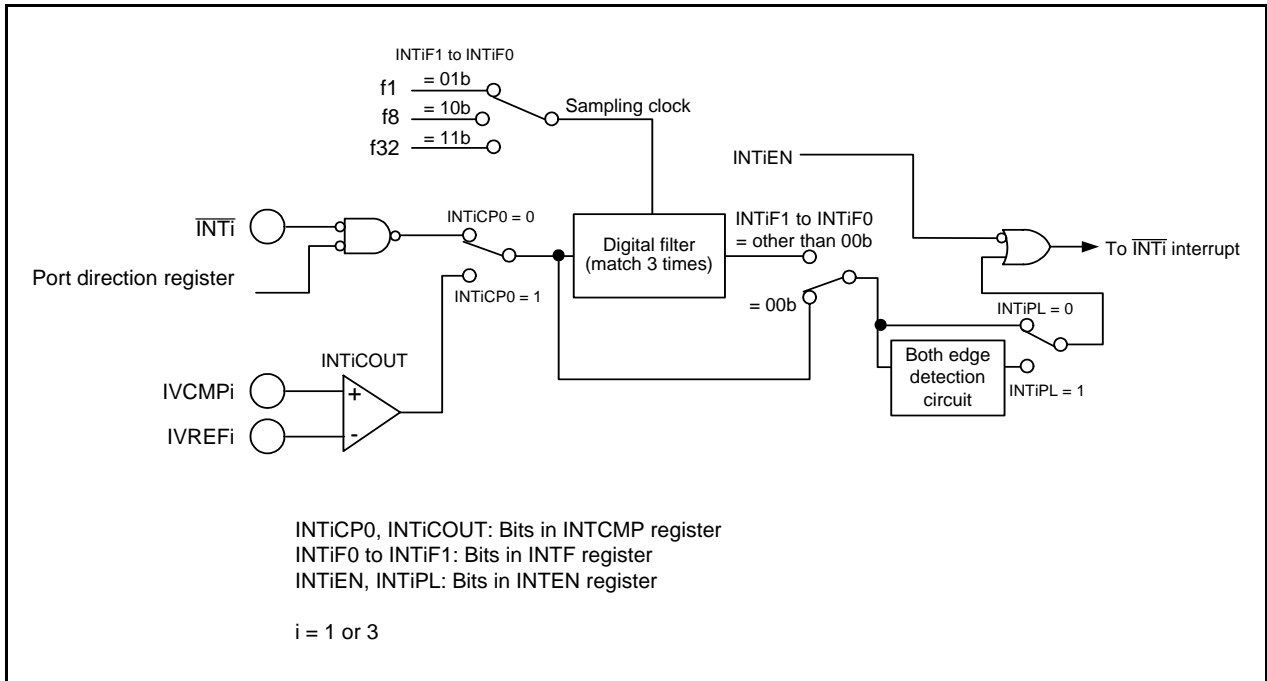 INTiF1 to INTiF0
f1
= 01b
f8
= 10b
f32
= 11b
Sampling clock
INTiEN
INTi
Port direction register
INTiCP0 = 0
INTiCP0 = 1
Digital filter
(match 3 times)
INTiF1 to INTiF0
= other than 00b
= 00b
To INTi interrupt
INTiPL = 0
Both edge
detection
circuit
INTiPL = 1
INTiCOUT
IVCMPi
+
IVREFi
-
INTiCP0, INTiCOUT: Bits in INTCMP register
INTiF0 to INTiF1: Bits in INTF register
INTiEN, INTiPL: Bits in INTEN register
i = 1 or 3